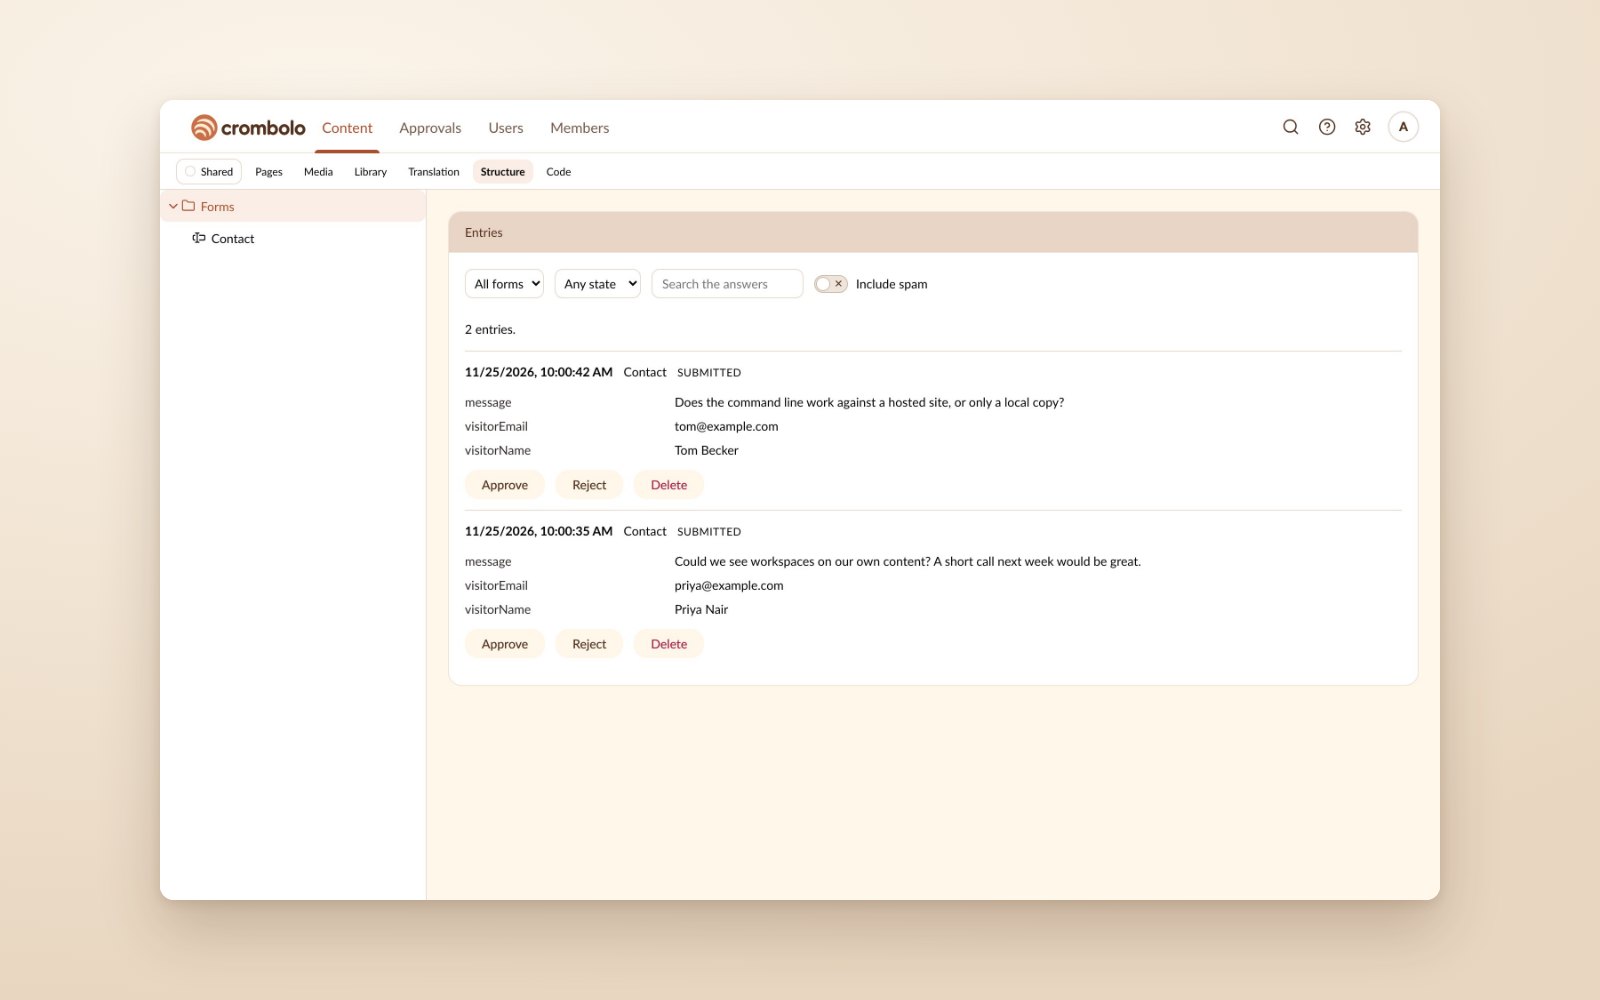 crombolo Content Approvals Users Members A
Shared Pages Media Library Translation Structure Code
Forms
Contact
Entries
All forms Any state Search the answers Include spam
2 entries.
11/25/2026, 10:00:42 AM Contact SUBMITTED
message Does the command line work against a hosted site, or only a local copy?
visitorEmail tom@example.com
visitorName Tom Becker
Approve Reject Delete
11/25/2026, 10:00:35 AM Contact SUBMITTED
message Could we see workspaces on our own content? A short call next week would be great.
visitorEmail priya@example.com
visitorName Priya Nair
Approve Reject Delete